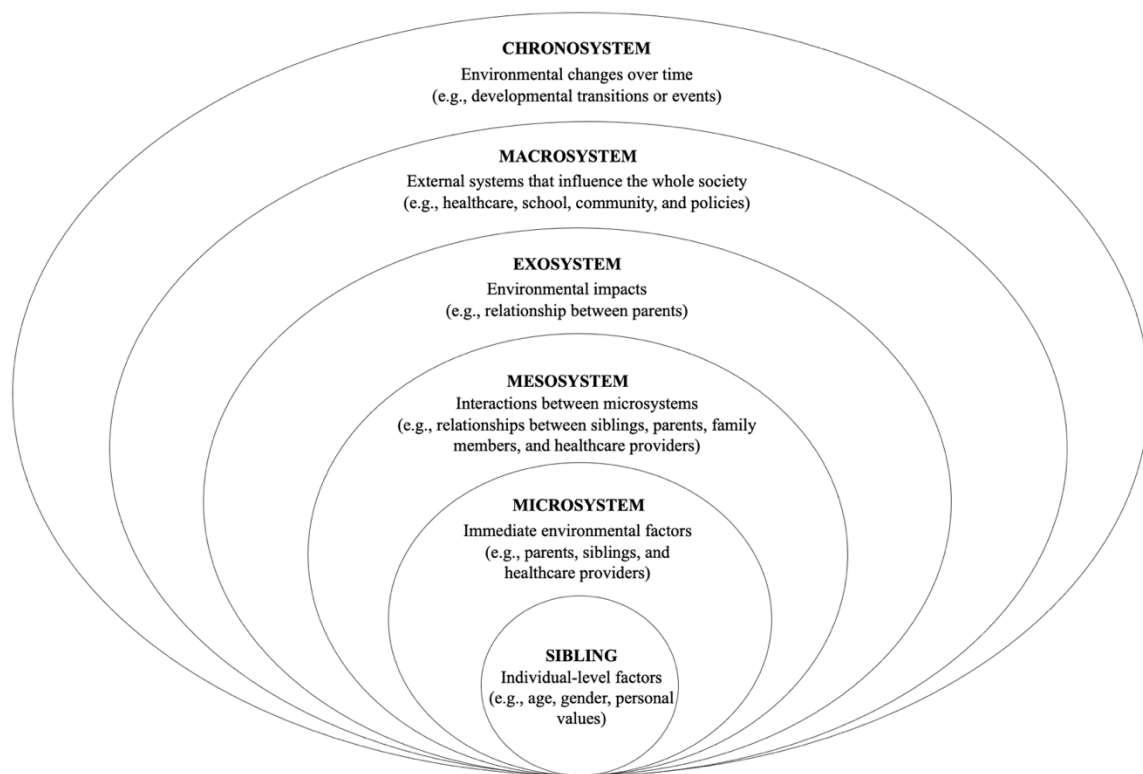 CHRONOSYSTEM
Environmental changes over time
(e.g., developmental transitions or events)
MACROSYSTEM
External systems that influence the whole society
(e.g., healthcare, school, community, and policies)
EXOSYSTEM
Environmental impacts
(e.g., relationship between parents)
MESOSYSTEM
Interactions between microsystems
(e.g., relationships between siblings, parents, family
members, and healthcare providers)
MICROSYSTEM
Immediate environmental factors
(e.g., parents, siblings, and
healthcare providers)
SIBLING
Individual-level factors
(e.g., age, gender, personal
values)